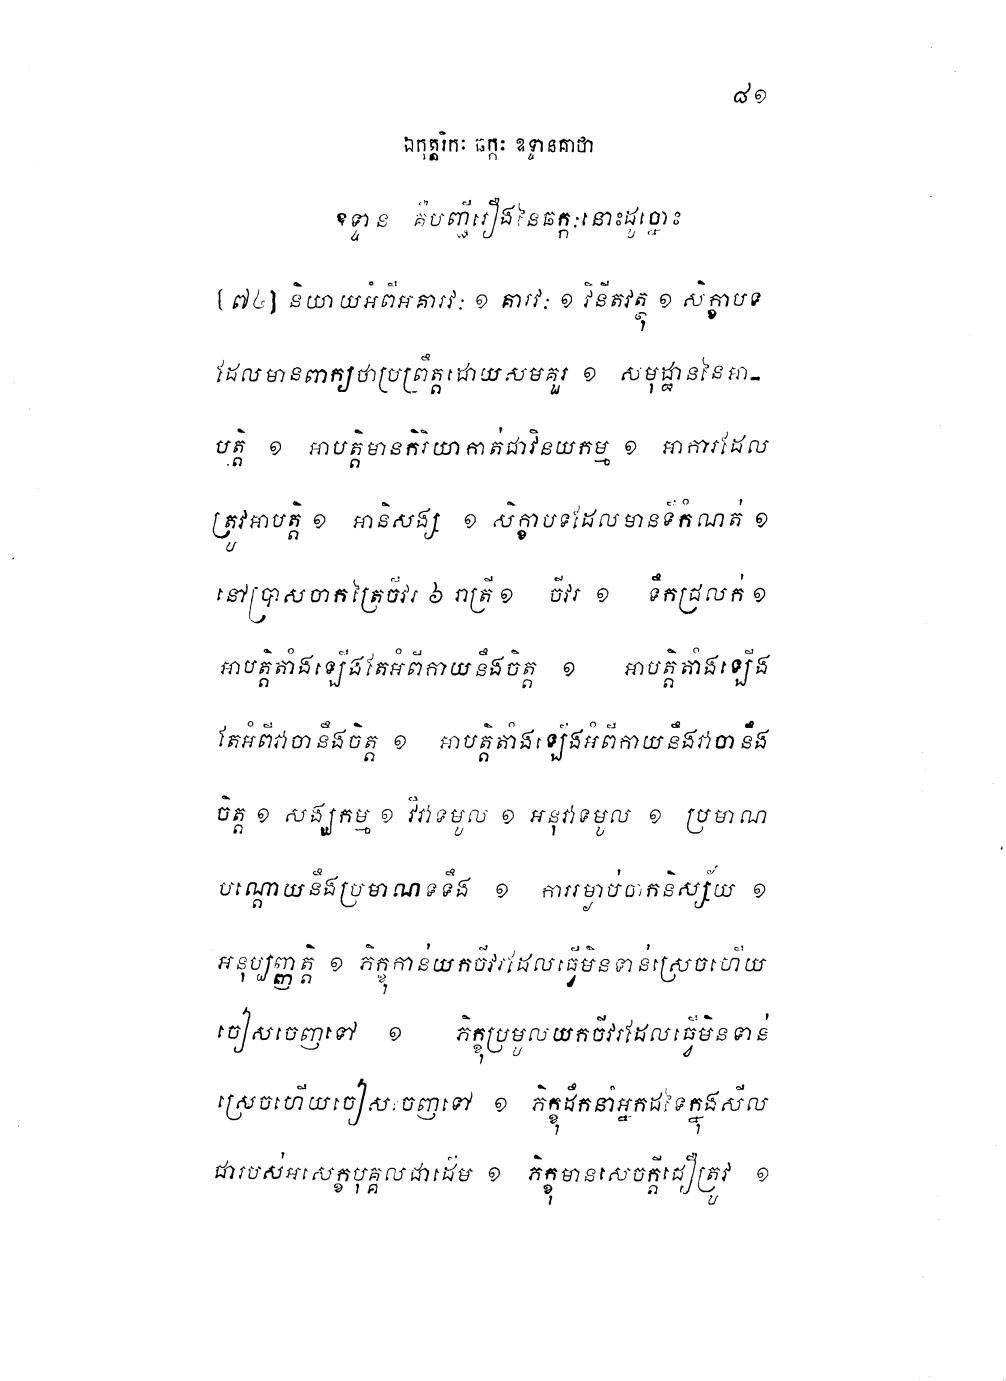 ៨១
ឯកុត្តរិកៈ ឆក្កៈ ឧទ្ទានគាថា
ឧទ្ទាន គឺបញ្ជីរឿងនៃឆក្កៈនោះដូច្នោះ
[៧៤] និយាយអំពីអគារវៈ ១ គារវៈ ១ វិនីតវត្ថុ ១ សិក្ខាបទ
ដែលមានពាក្យថាប្រព្រឹត្តដោយសមគួរ ១ សមុដ្ឋាននៃអា-
បត្តិ ១ អាបត្តិមានកិរិយាកាត់ជាវិនយកម្ម ១ អាការដែល
ត្រូវអាបត្តិ ១ អានិសង្ស ១ សិក្ខាបទដែលមានទីកំណត់ ១
នៅប្រាសចាកត្រៃចីវរ ៦ រាត្រី ១ ចីវរ ១ ទឹកជ្រលក់ ១
អាបត្តិតាំងឡើងតែអំពីកាយនឹងចិត្ត ១ អាបត្តិតាំងឡើង
តែអំពីវាចានឹងចិត្ត ១ អាបត្តិតាំងឡើងអំពីកាយនឹងវាចានឹង
ចិត្ត ១ សង្ឃកម្ម ១ វិវាទមូល ១ អនុវាទមូល ១ ប្រមាណ
បណ្តោយនឹងប្រមាណទទឹង ១ ការរម្ងាប់ចាកនិស្ស័យ ១
អនុប្បញ្ញត្តិ ១ ភិក្ខុកាន់យកចីវរដែលធ្វើមិនទាន់ស្រេចហើយ
ចៀសចេញទៅ ១ ភិក្ខុប្រមូលយកចីវរដែលធ្វើមិនទាន់
ស្រេចហើយចៀសចេញទៅ ១ ភិក្ខុដឹកនាំអ្នកដទៃក្នុងសីល
ជារបស់អសេក្ខបុគ្គលជាដើម ១ ភិក្ខុមានសេចក្តីជឿត្រូវ ១